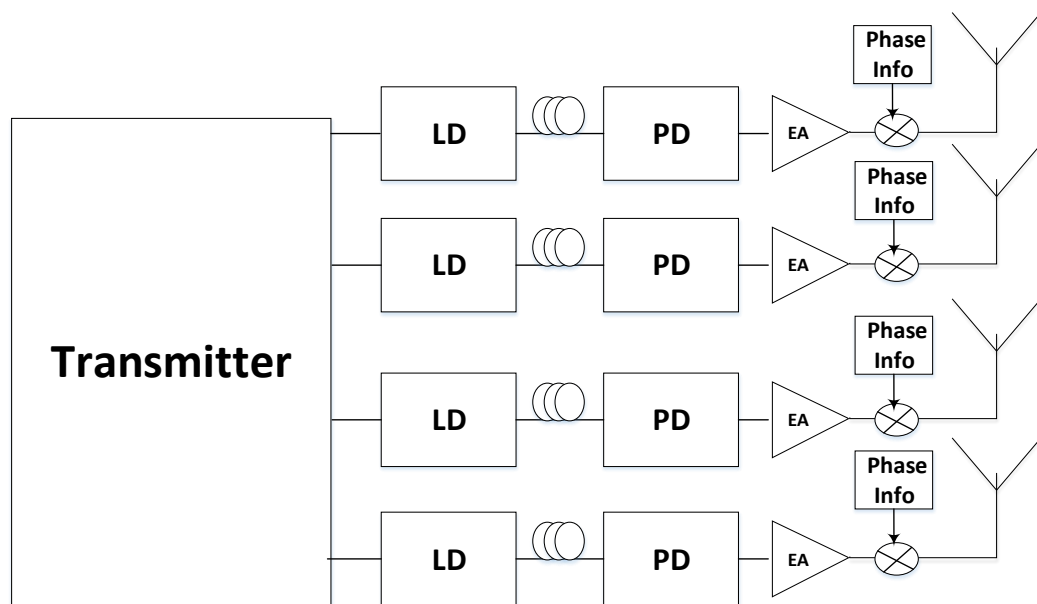 Phase
Info
LD
PD
EA
Phase
Info
LD
PD
EA
Transmitter
Phase
Info
LD
PD
EA
Phase
Info
LD
PD
EA